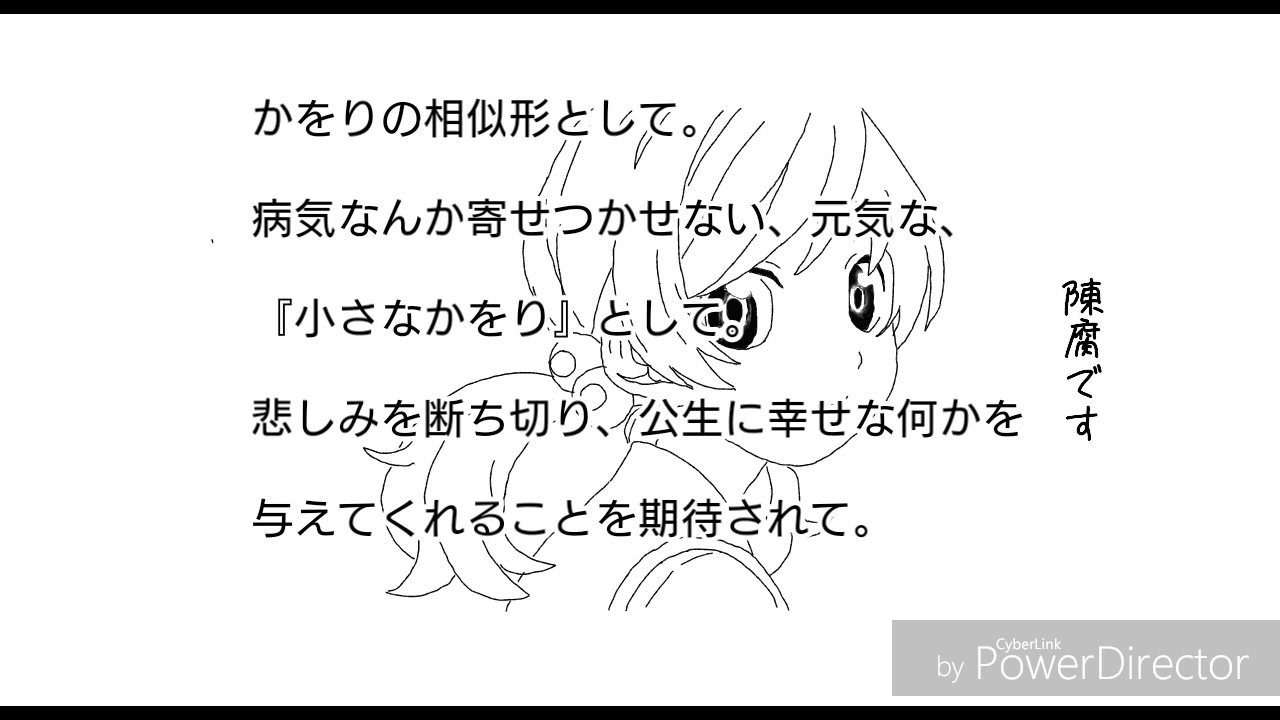 かをりの相似形として。
病気なんか寄せつかせない、元気な、
『小さなかをり』として。
悲しみを断ち切り、公生に幸せな何かを
与えてくれることを期待されて。
陳腐です
CyberLink
by PowerDirector